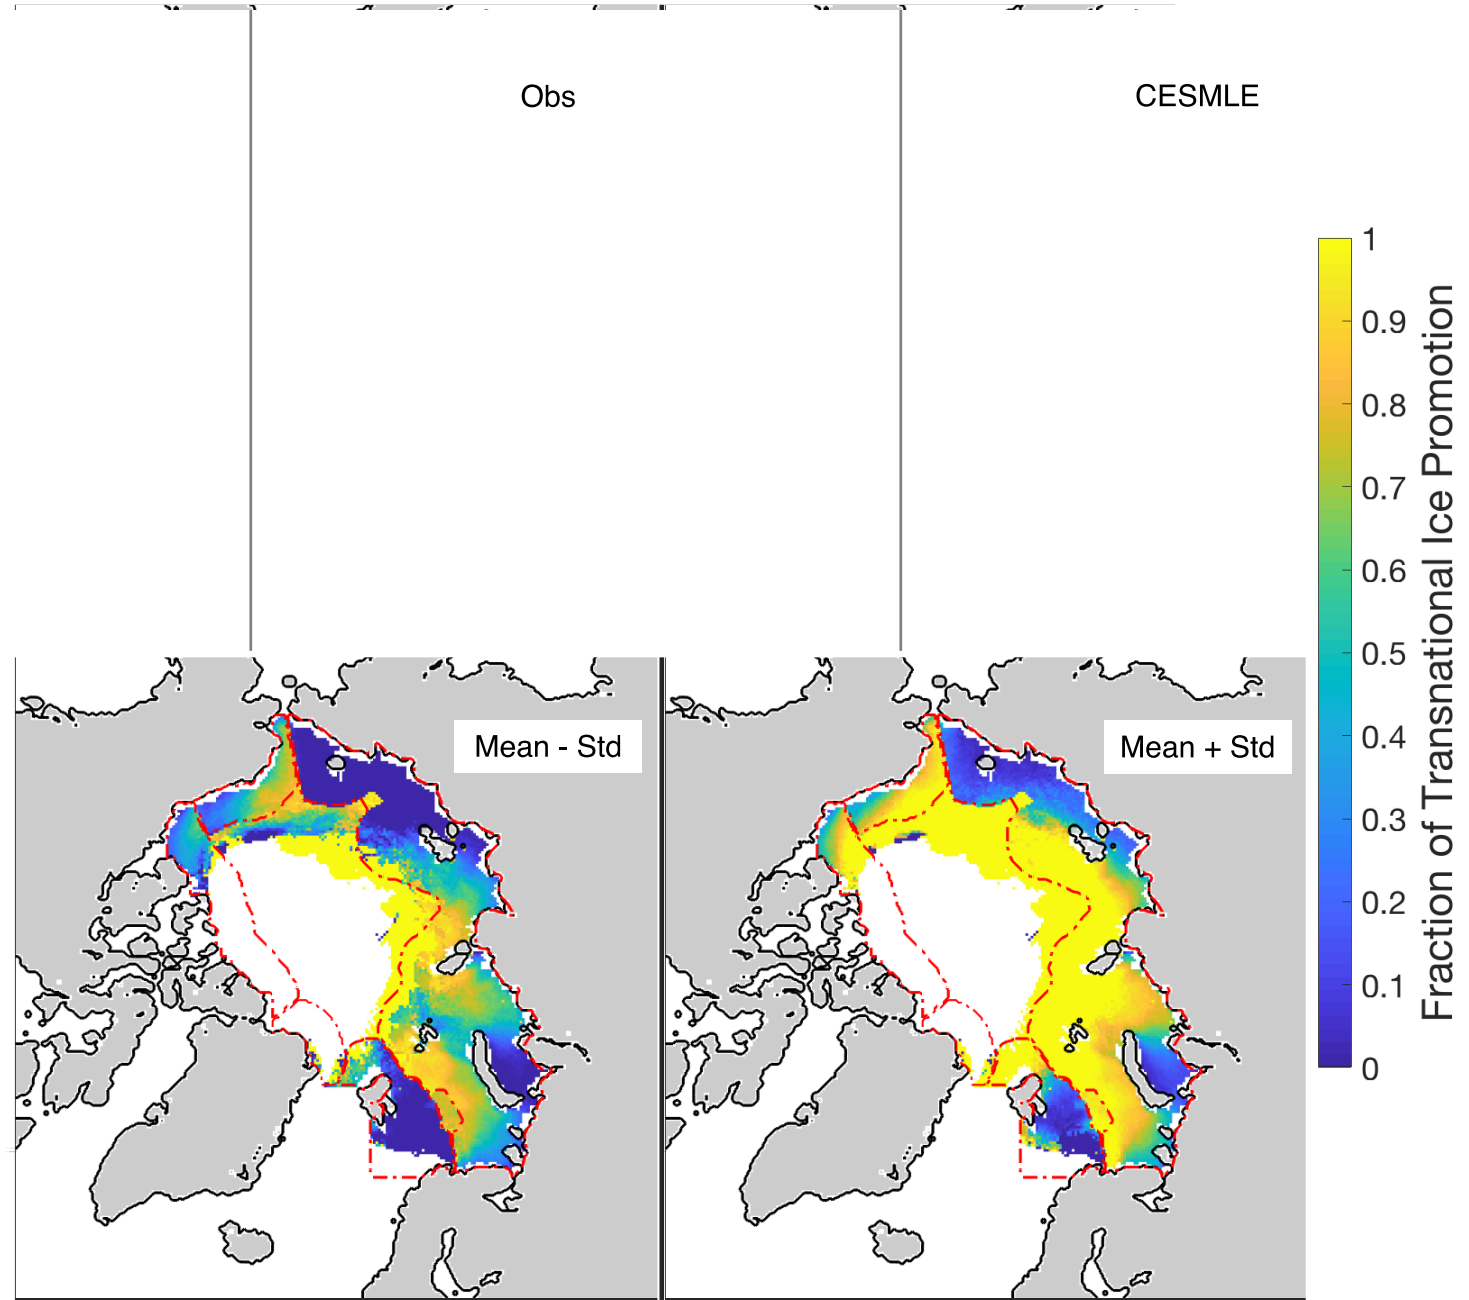 Obs
CESMLE
Mean - Std
Mean + Std
1
0.9
0.8
0.7
0.6
0.5
0.4
0.3
0.2
0.1
0
Fraction of Transnational Ice Promotion